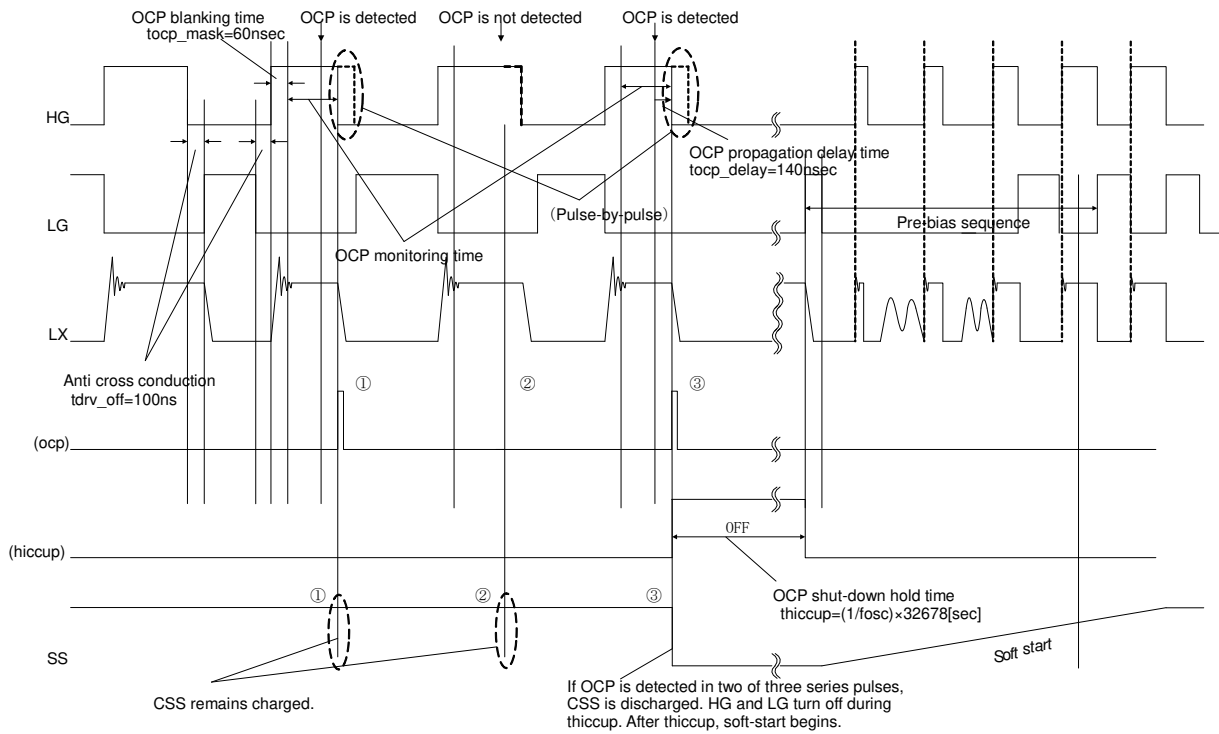 OCP blanking time
tocp_mask=60nsec
OCP is detected
OCP is not detected
OCP is detected
HG
OCP propagation delay time
tocp_delay=140nsec
(Pulse-by-pulse)
LG
Pre-bias sequence
OCP monitoring time
LX
Anti cross conduction
tdrv_off=100ns
①
②
③
(ocp)
OFF
(hiccup)
OCP shut-down hold time
thiccup=(1/fosc)×32678[sec]
①
②
③
SS
Soft start
CSS remains charged.
If OCP is detected in two of three series pulses,
CSS is discharged. HG and LG turn off during
thiccup. After thiccup, soft-start begins.